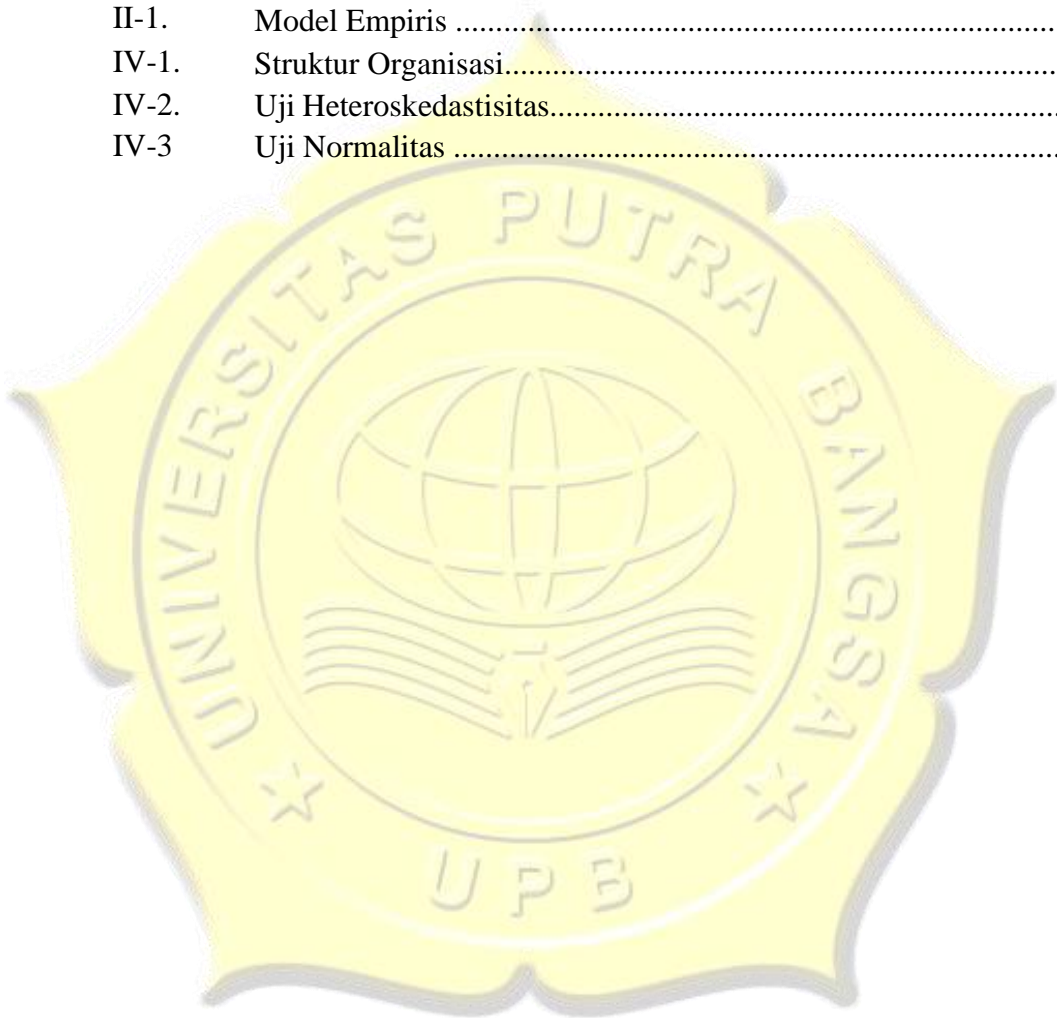 II-1. Model Empiris ........................................................................................
IV-1. Struktur Organisasi..................................................................................
IV-2. Uji Heteroskedastisitas............................................................................
IV-3 Uji Normalitas ........................................................................................
UNIVERSITAS PUTRA BANGSA
UPB